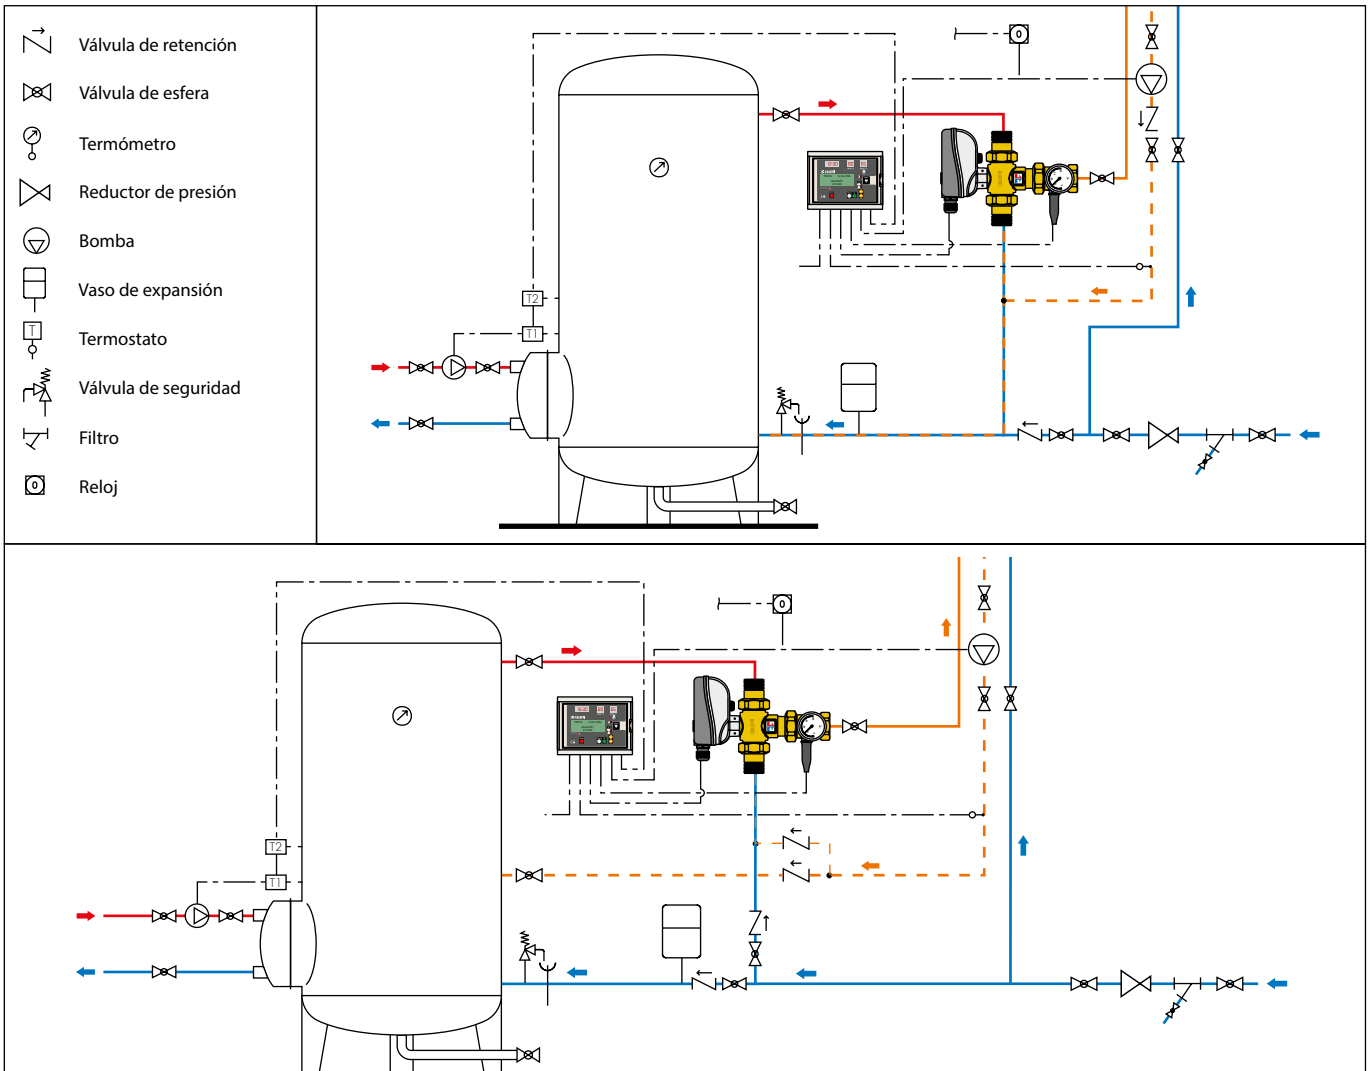 Válvula de retención
Válvula de esfera
Termómetro
Reductor de presión
Bomba
Vaso de expansión
T
Termostato
Válvula de seguridad
Filtro
Reloj
T2
T1
T2
T1